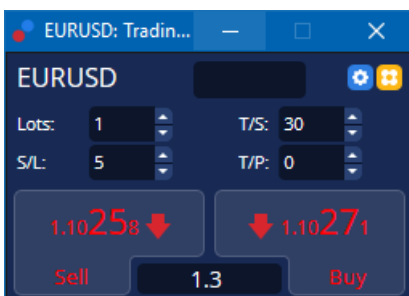 EURUSD: Tradin...
EURUSD
Lots: 1 T/S: 30
S/L: 5 T/P: 0
1.10258 1.10271
Sell 1.3 Buy